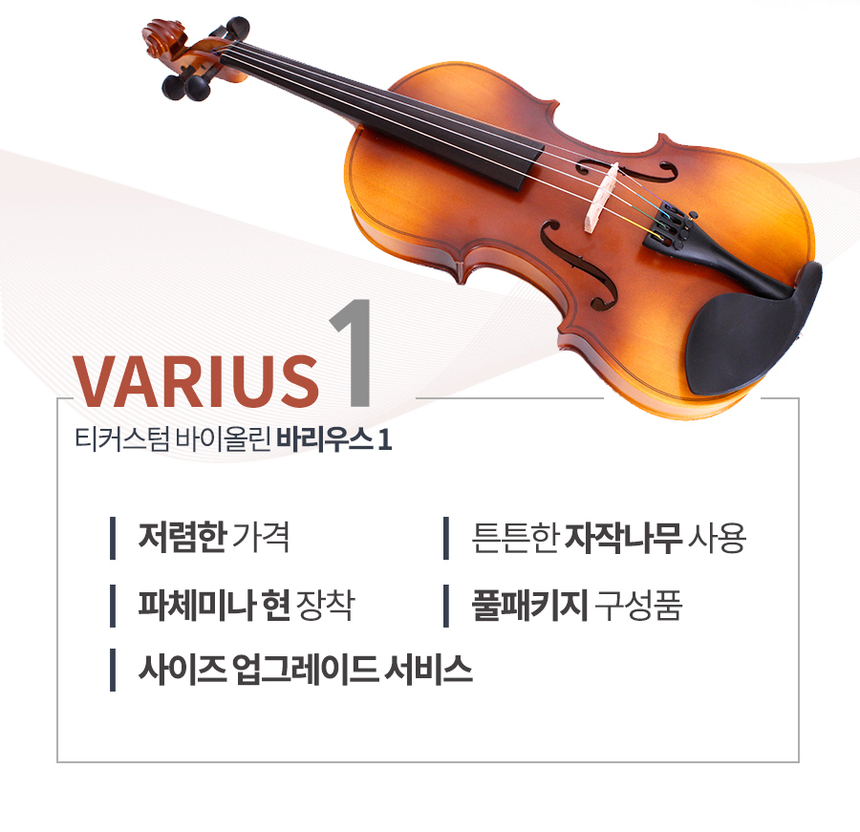 VARIUS 1
티커스텀 바이올린 바리우스 1
저렴한 가격
튼튼한 자작나무 사용
파체미나 현 장착
풀패키지 구성품
사이즈 업그레이드 서비스